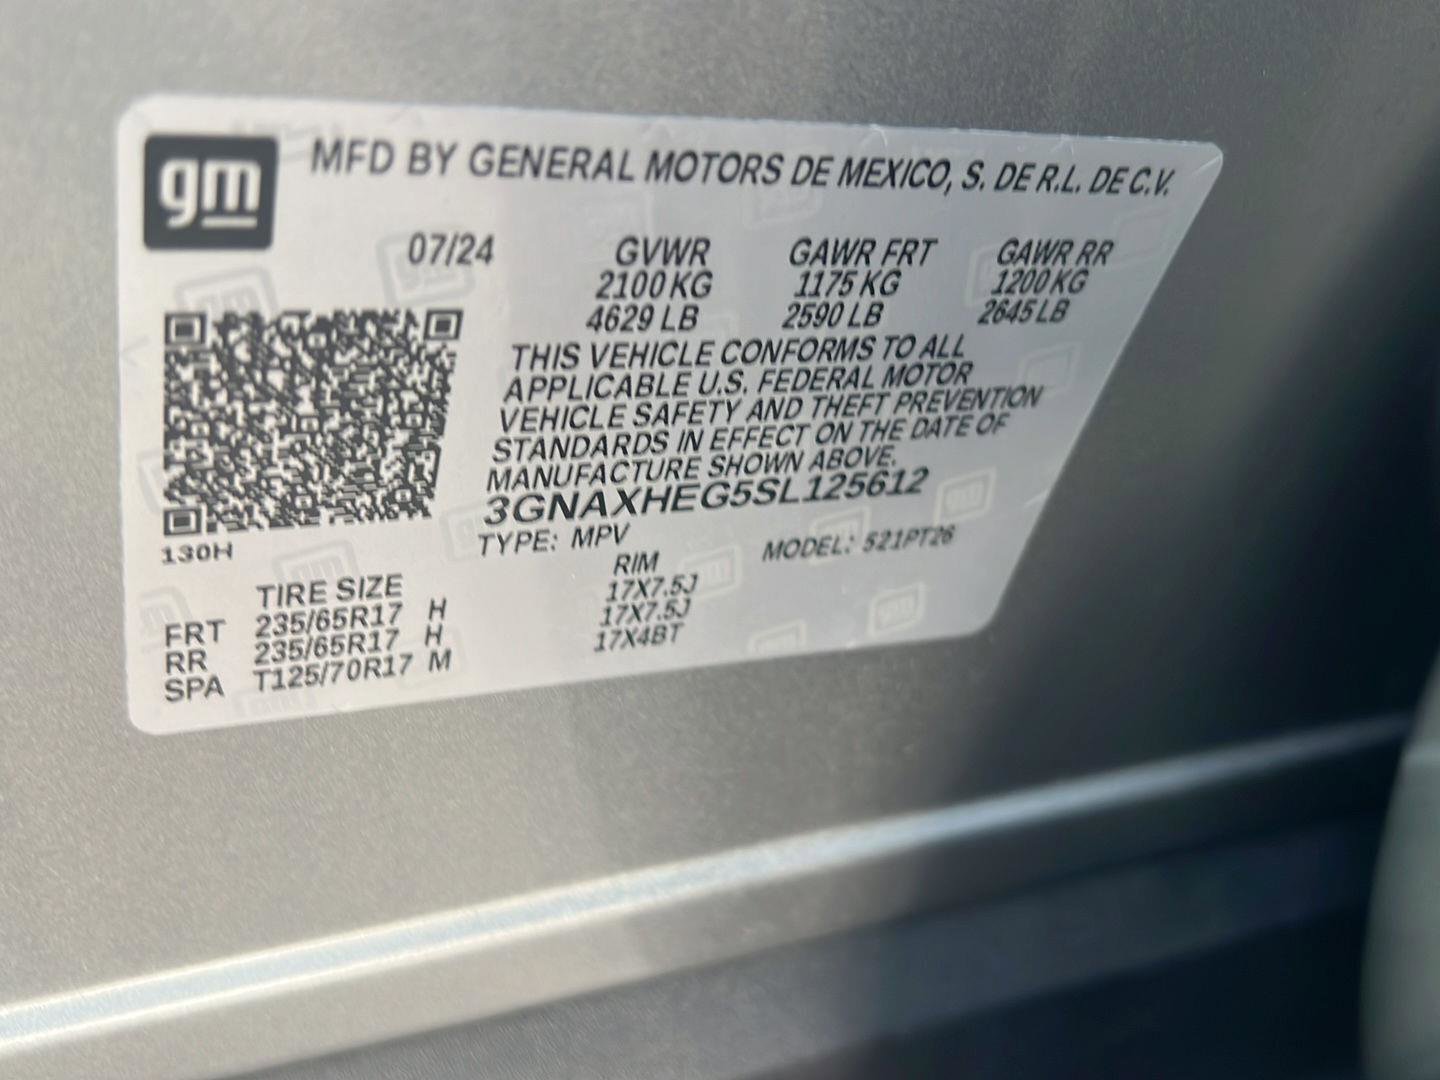 gm
MFD BY GENERAL MOTORS DE MEXICO, S. DE R.L. DE C.V.
07/24 GVWR GAWR FRT GAWR RR
2100 KG 1175 KG 1200 KG
4629 LB 2590 LB 2645 LB
THIS VEHICLE CONFORMS TO ALL
APPLICABLE U.S. FEDERAL MOTOR
VEHICLE SAFETY AND THEFT PREVENTION
STANDARDS IN EFFECT ON THE DATE OF
MANUFACTURE SHOWN ABOVE.
3GNAXHEG5SL125612
TYPE: MPV MODEL: 521PT26
130H
TIRE SIZE RIM
FRT 235/65R17 H 17X7.5J
RR 235/65R17 H 17X7.5J
SPA T125/70R17 M 17X4BT